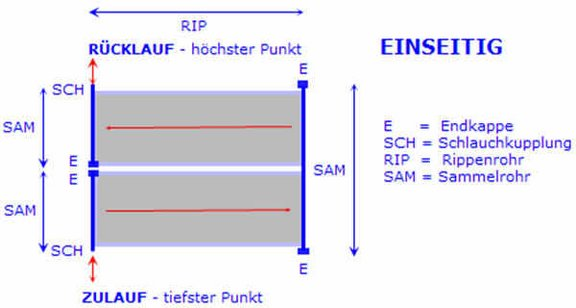 RIP
RÜCKLAUF - höchster Punkt
EINSEITIG
E
SCH
SAM
E
E
SAM
SAM
SCH
E
ZULAUF - tiefster Punkt
E = Endkappe
SCH = Schlauchkupplung
RIP = Rippenrohr
SAM = Sammelrohr